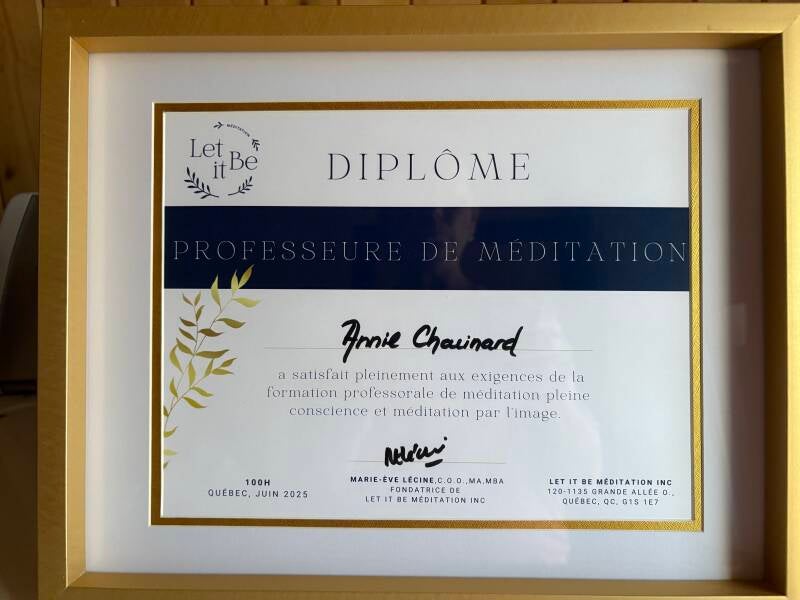 MÉDITATION
Let
it Be
DIPLÔME
PROFESSEURE DE MÉDITATION
Annie Chouinard
a satisfait pleinement aux exigences de la
formation professorale de méditation pleine
conscience et méditation par l'image.
100H
QUÉBEC, JUIN 2025
MARIE-ÈVE LÉCINE, C.O.O.,MA,MBA
FONDATRICE DE
LET IT BE MÉDITATION INC
LET IT BE MÉDITATION INC
120-1135 GRANDE ALLÉE O.,
QUÉBEC, QC, G1S 1E7